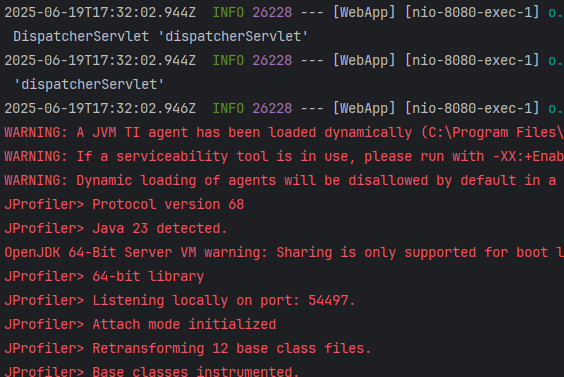 2025-06-19T17:32:02.944Z  INFO 26228 --- [WebApp] [nio-8080-exec-1] o.
DispatcherServlet 'dispatcherServlet'
2025-06-19T17:32:02.944Z  INFO 26228 --- [WebApp] [nio-8080-exec-1] o.
'dispatcherServlet'
2025-06-19T17:32:02.946Z  INFO 26228 --- [WebApp] [nio-8080-exec-1] o.
WARNING: A JVM TI agent has been loaded dynamically (C:\Program Files\
WARNING: If a serviceability tool is in use, please run with -XX:+Enab
WARNING: Dynamic loading of agents will be disallowed by default in a
JProfiler> Protocol version 68
JProfiler> Java 23 detected.
OpenJDK 64-Bit Server VM warning: Sharing is only supported for boot l
JProfiler> 64-bit library
JProfiler> Listening locally on port: 54497.
JProfiler> Attach mode initialized
JProfiler> Retransforming 12 base class files.
JProfiler> Base classes instrumented.